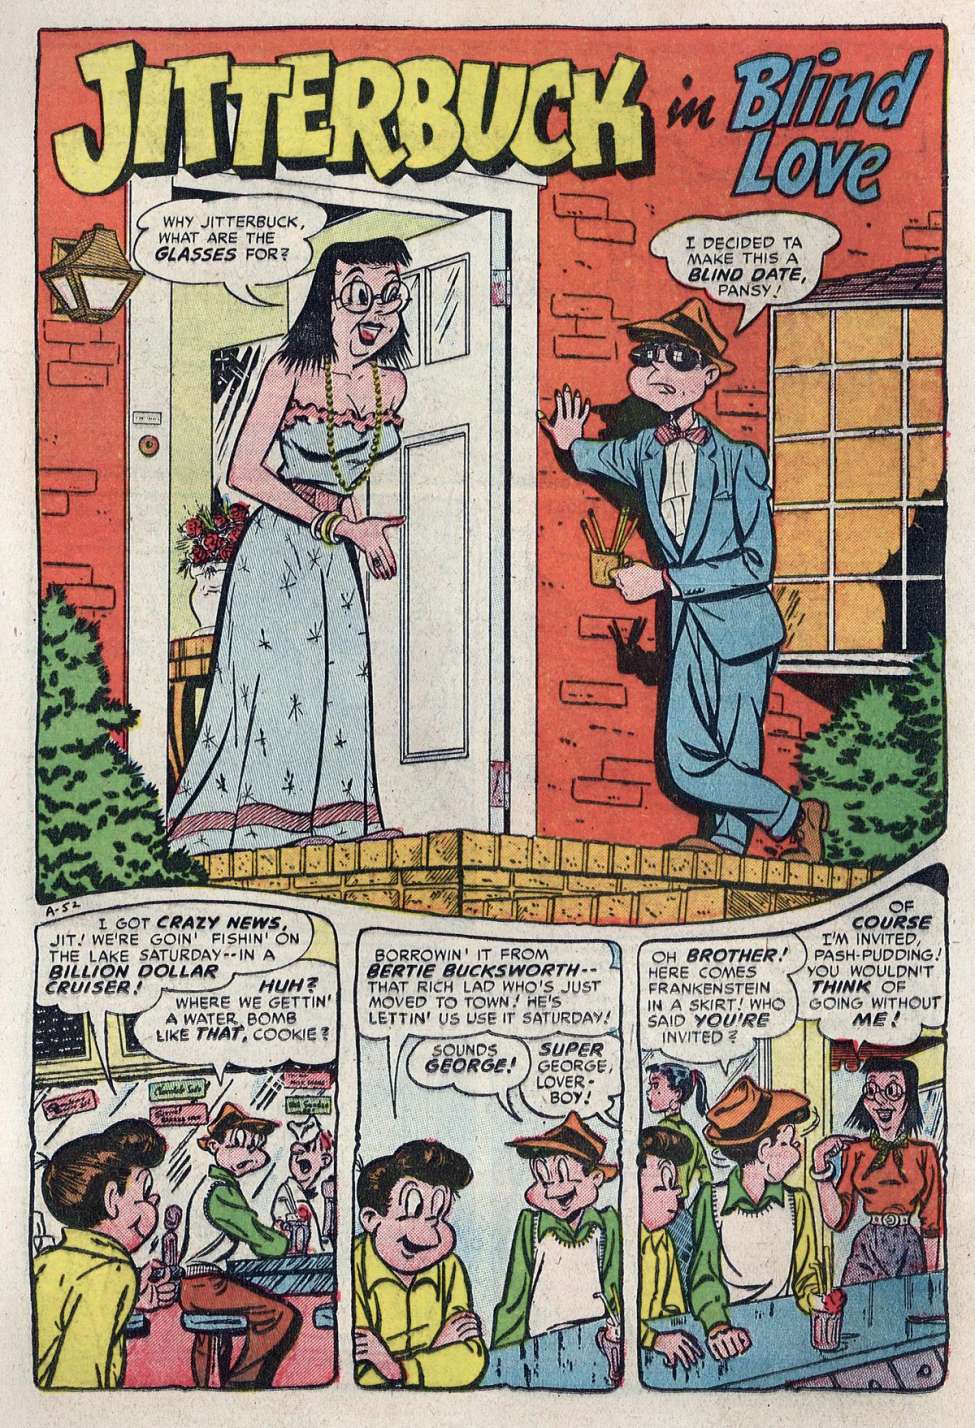 JITTERBUCK in Blind
LOVE
WHY JITTERBUCK,
WHAT ARE THE
GLASSES FOR?
I DECIDED TA
MAKE THIS A
BLIND DATE,
PANSY!
A-52
I GOT CRAZY NEWS,
JIT! WE'RE GOIN' FISHIN' ON
THE LAKE SATURDAY--IN A
BILLION DOLLAR
CRUISER!
HUH?
WHERE WE GETTIN'
A WATER BOMB
LIKE THAT, COOKIE?
BORROWIN' IT FROM
BERTIE BUCKSWORTH--
THAT RICH LAD WHO'S JUST
MOVED TO TOWN! HE'S
LETTIN' US USE IT SATURDAY!
SOUNDS
GEORGE!
SUPER
GEORGE,
LOVER-
BOY!
OH BROTHER!
HERE COMES
FRANKENSTEIN
IN A SKIRT! WHO
SAID YOU'RE
INVITED?
OF
COURSE
I'M INVITED,
PASH-PUDDING!
YOU WOULDN'T
THINK OF
GOING WITHOUT
ME!